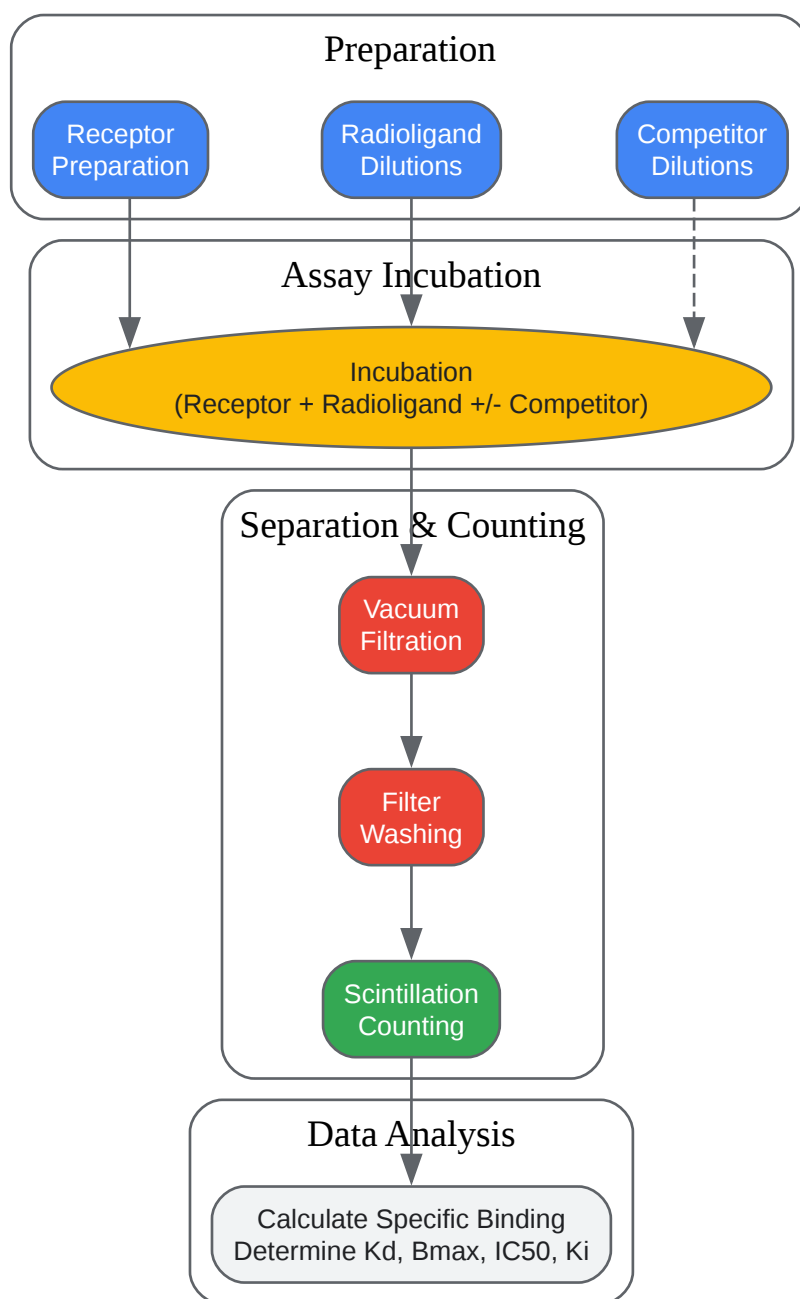 Preparation
Receptor
Preparation
Radioligand
Dilutions
Competitor
Dilutions
Assay Incubation
Incubation
(Receptor + Radioligand +/- Competitor)
Separation & Counting
Vacuum
Filtration
Filter
Washing
Scintillation
Counting
Data Analysis
Calculate Specific Binding
Determine Kd, Bmax, IC50, Ki